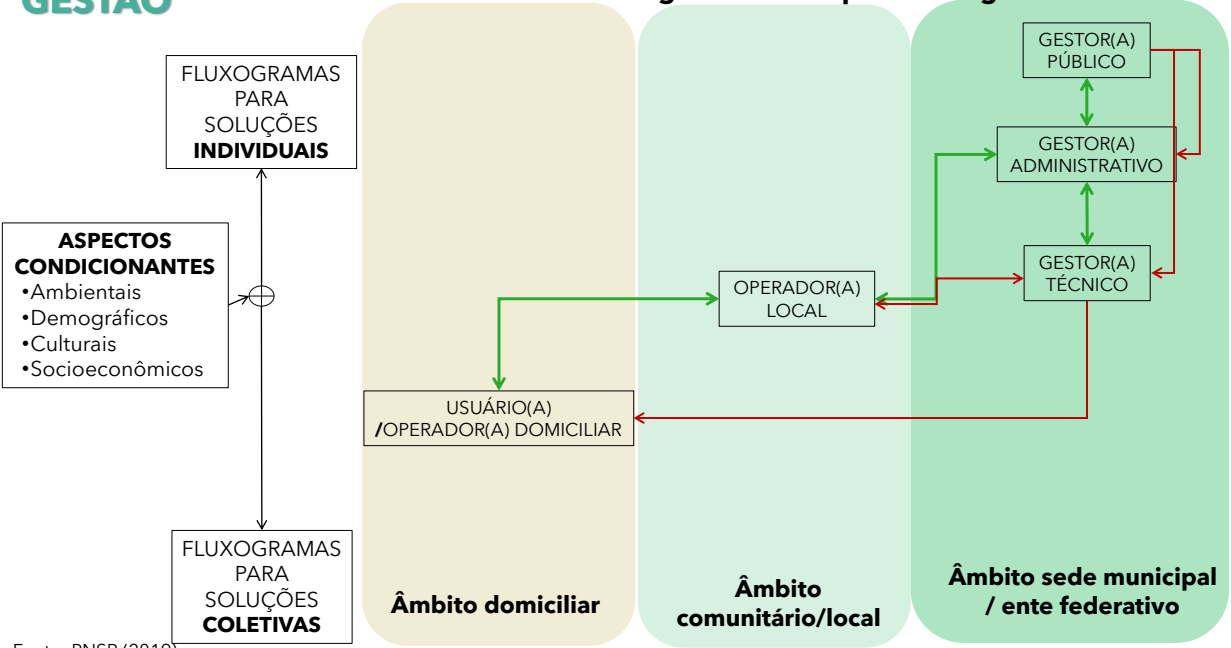 GESTÃO
FLUXOGRAMAS
PARA
SOLUÇÕES
INDIVIDUAIS
ASPECTOS
CONDICIONANTES
•Ambientais
•Demográficos
•Culturais
•Socioeconômicos
FLUXOGRAMAS
PARA
SOLUÇÕES
COLETIVAS
USUÁRIO(A)
/OPERADOR(A) DOMICILIAR
Âmbito domiciliar
OPERADOR(A)
LOCAL
Âmbito
comunitário/local
GESTOR(A)
PÚBLICO
GESTOR(A)
ADMINISTRATIVO
GESTOR(A)
TÉCNICO
Âmbito sede municipal
/ ente federativo